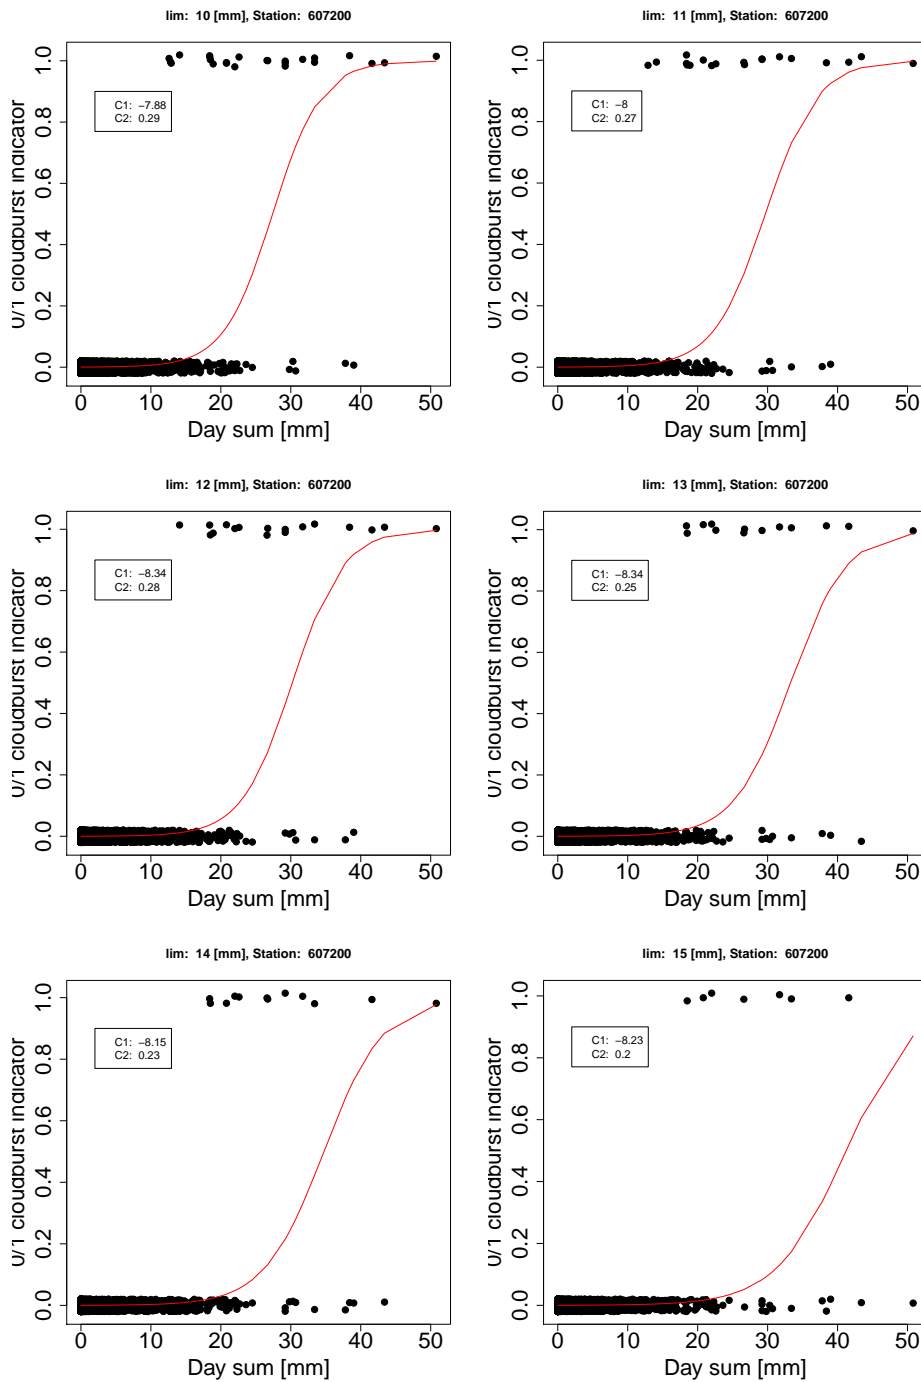 lim: 10 [mm], Station: 607200
0/1 cloudburst indicator
1.0
0.8
0.6
0.4
0.2
0.0
C1: −7.88
C2: 0.29
0 10 20 30 40 50
Day sum [mm]
lim: 11 [mm], Station: 607200
0/1 cloudburst indicator
1.0
0.8
0.6
0.4
0.2
0.0
C1: −8
C2: 0.27
0 10 20 30 40 50
Day sum [mm]
lim: 12 [mm], Station: 607200
0/1 cloudburst indicator
1.0
0.8
0.6
0.4
0.2
0.0
C1: −8.34
C2: 0.28
0 10 20 30 40 50
Day sum [mm]
lim: 13 [mm], Station: 607200
0/1 cloudburst indicator
1.0
0.8
0.6
0.4
0.2
0.0
C1: −8.34
C2: 0.25
0 10 20 30 40 50
Day sum [mm]
lim: 14 [mm], Station: 607200
0/1 cloudburst indicator
1.0
0.8
0.6
0.4
0.2
0.0
C1: −8.15
C2: 0.23
0 10 20 30 40 50
Day sum [mm]
lim: 15 [mm], Station: 607200
0/1 cloudburst indicator
1.0
0.8
0.6
0.4
0.2
0.0
C1: −8.23
C2: 0.2
0 10 20 30 40 50
Day sum [mm]